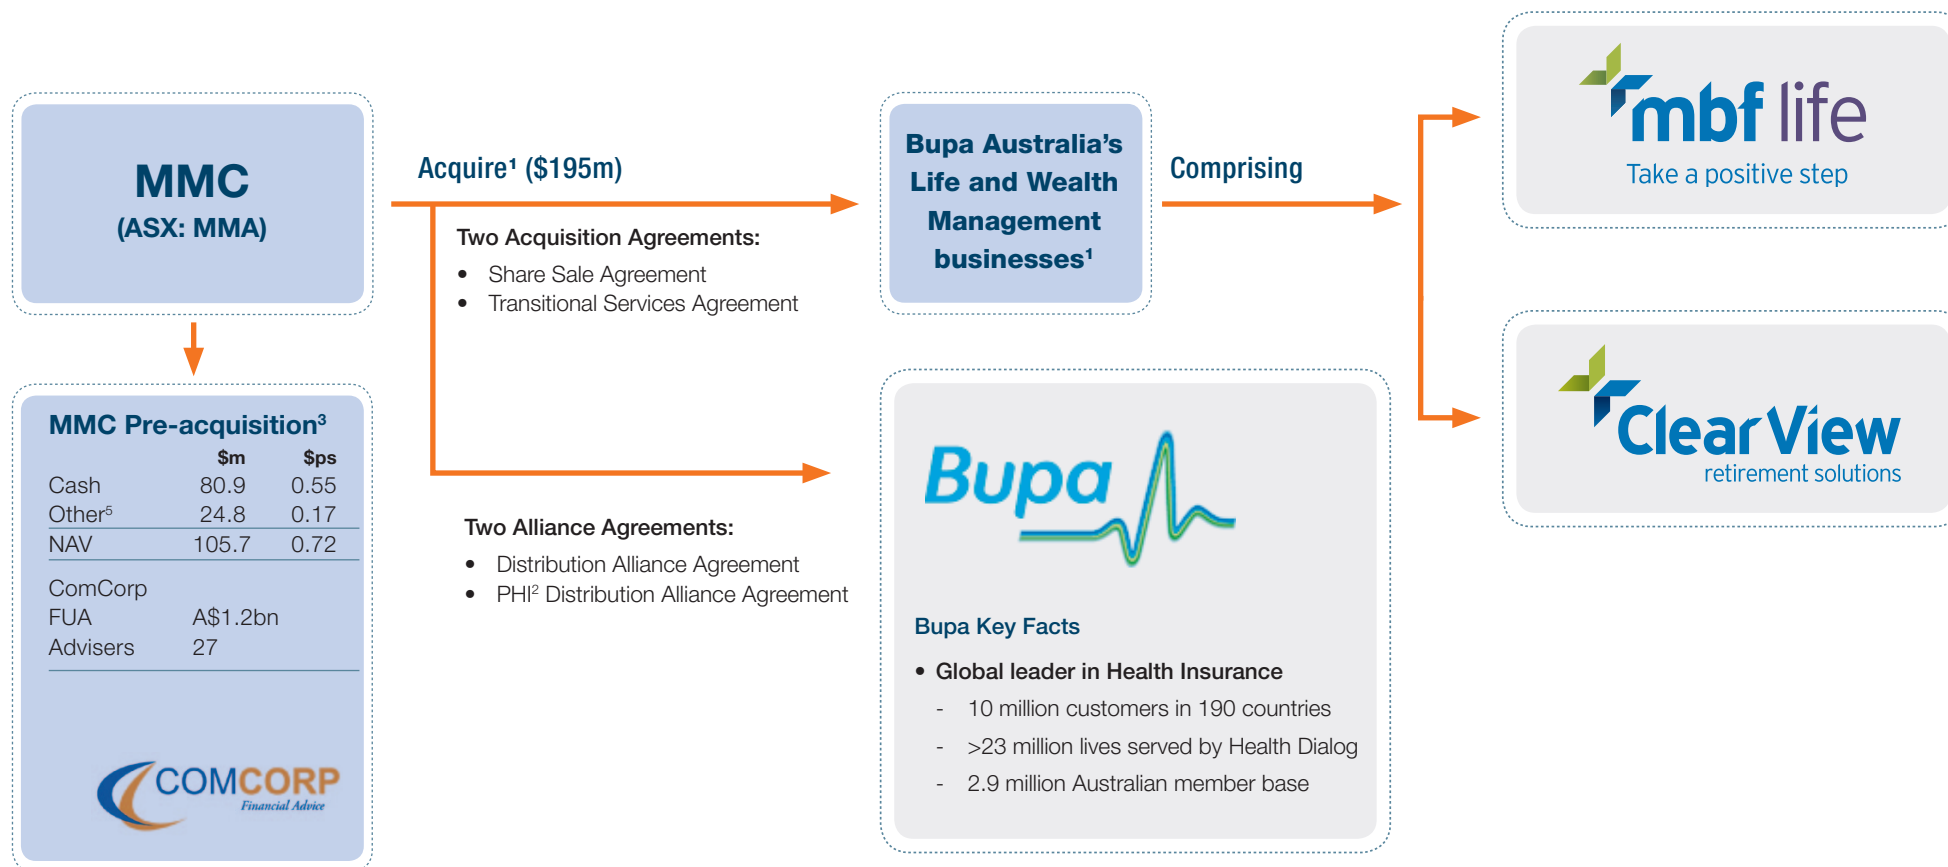 MMC
(ASX: MMA)
Acquire¹ ($195m)
Two Acquisition Agreements:
• Share Sale Agreement
• Transitional Services Agreement
Bupa Australia's
Life and Wealth
Management
businesses¹
Comprising
mbf life
Take a positive step
ClearView
retirement solutions
MMC Pre-acquisition³
$m $ps
Cash 80.9 0.55
Other⁵ 24.8 0.17
NAV 105.7 0.72
ComCorp
FUA A$1.2bn
Advisers 27
COMCORP
Financial Advice
Two Alliance Agreements:
• Distribution Alliance Agreement
• PHI² Distribution Alliance Agreement
Bupa
Bupa Key Facts
• Global leader in Health Insurance
- 10 million customers in 190 countries
- >23 million lives served by Health Dialog
- 2.9 million Australian member base